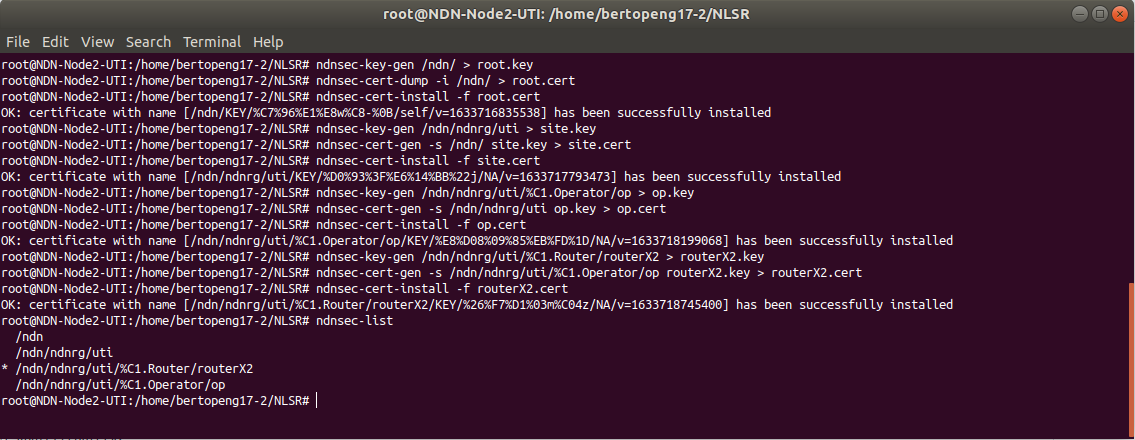 root@NDN-Node2-UTI: /home/bertopeng17-2/NLSR
File Edit View Search Terminal Help
root@NDN-Node2-UTI:/home/bertopeng17-2/NLSR# ndnsec-key-gen /ndn/ > root.key
root@NDN-Node2-UTI:/home/bertopeng17-2/NLSR# ndnsec-cert-dump -i /ndn/ > root.cert
root@NDN-Node2-UTI:/home/bertopeng17-2/NLSR# ndnsec-cert-install -f root.cert
OK: certificate with name [/ndn/KEY/%C7%96%E1%E8w%C8-%0B/self/v=1633716835538] has been successfully installed
root@NDN-Node2-UTI:/home/bertopeng17-2/NLSR# ndnsec-key-gen /ndn/ndnrg/uti > site.key
root@NDN-Node2-UTI:/home/bertopeng17-2/NLSR# ndnsec-cert-gen -s /ndn/ site.key > site.cert
root@NDN-Node2-UTI:/home/bertopeng17-2/NLSR# ndnsec-cert-install -f site.cert
OK: certificate with name [/ndn/ndnrg/uti/KEY/%D0%93%3F%E6%14%BB%22j/NA/v=1633717793473] has been successfully installed
root@NDN-Node2-UTI:/home/bertopeng17-2/NLSR# ndnsec-key-gen /ndn/ndnrg/uti/%C1.Operator/op > op.key
root@NDN-Node2-UTI:/home/bertopeng17-2/NLSR# ndnsec-cert-gen -s /ndn/ndnrg/uti op.key > op.cert
root@NDN-Node2-UTI:/home/bertopeng17-2/NLSR# ndnsec-cert-install -f op.cert
OK: certificate with name [/ndn/ndnrg/uti/%C1.Operator/op/KEY/%E8%D08%09%85%EB%FD%1D/NA/v=1633718199068] has been successfully installed
root@NDN-Node2-UTI:/home/bertopeng17-2/NLSR# ndnsec-key-gen /ndn/ndnrg/uti/%C1.Router/routerX2 > routerX2.key
root@NDN-Node2-UTI:/home/bertopeng17-2/NLSR# ndnsec-cert-gen -s /ndn/ndnrg/uti/%C1.Operator/op routerX2.key > routerX2.cert
root@NDN-Node2-UTI:/home/bertopeng17-2/NLSR# ndnsec-cert-install -f routerX2.cert
OK: certificate with name [/ndn/ndnrg/uti/%C1.Router/routerX2/KEY/%26%F7%D1%03m%C04z/NA/v=1633718745400] has been successfully installed
root@NDN-Node2-UTI:/home/bertopeng17-2/NLSR# ndnsec-list
/ndn
/ndn/ndnrg/uti
* /ndn/ndnrg/uti/%C1.Router/routerX2
/ndn/ndnrg/uti/%C1.Operator/op
root@NDN-Node2-UTI:/home/bertopeng17-2/NLSR#